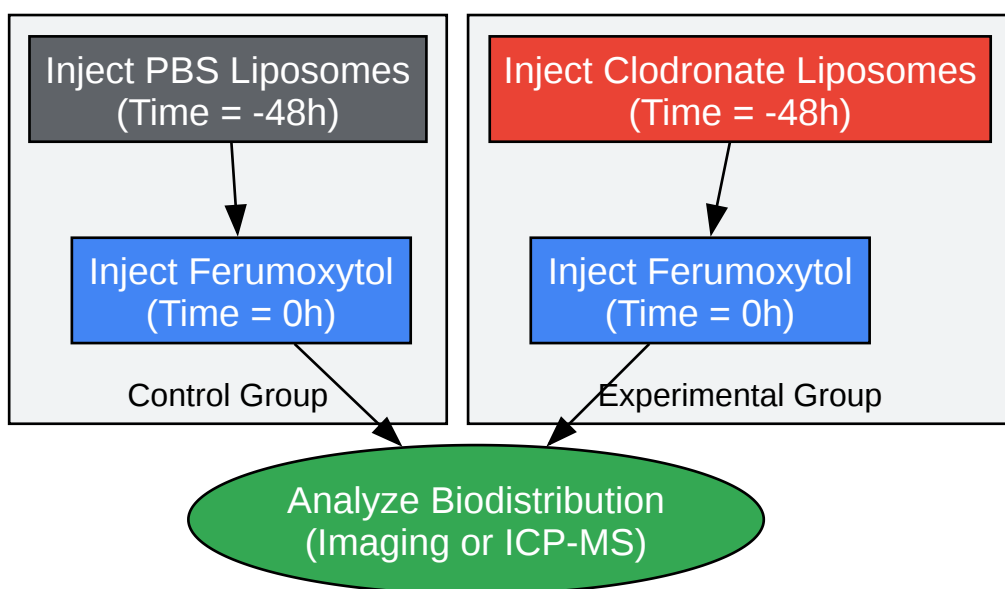 Inject PBS Liposomes
(Time = -48h)
Inject Clodronate Liposomes
(Time = -48h)
Inject Ferumoxytol
(Time = 0h)
Inject Ferumoxytol
(Time = 0h)
Control Group
Experimental Group
Analyze Biodistribution
(Imaging or ICP-MS)